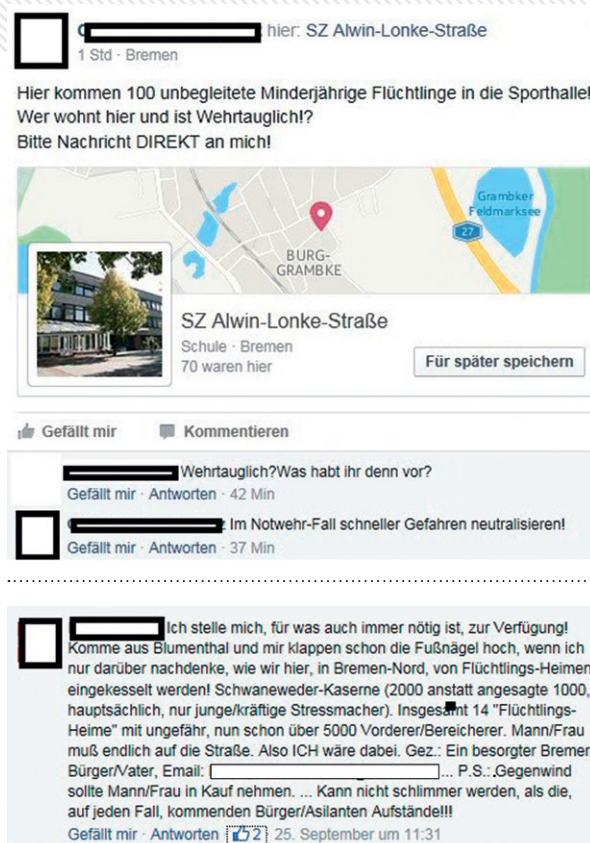 hier: SZ Alwin-Lonke-Straße
1 Std · Bremen
Hier kommen 100 unbegleitete Minderjährige Flüchtlinge in die Sporthalle!
Wer wohnt hier und ist Wehrtauglich!?
Bitte Nachricht DIREKT an mich!
Grambker
Feldmarksee
27
BURG-
GRAMBKE
SZ Alwin-Lonke-Straße
Schule · Bremen
70 waren hier
Für später speichern
Gefällt mir Kommentieren
Wehrtauglich?Was habt ihr denn vor?
Gefällt mir · Antworten · 42 Min
Im Notwehr-Fall schneller Gefahren neutralisieren!
Gefällt mir · Antworten · 37 Min
Ich stelle mich, für was auch immer nötig ist, zur Verfügung!
Komme aus Blumenthal und mir klappen schon die Fußnägel hoch, wenn ich
nur darüber nachdenke, wie wir hier, in Bremen-Nord, von Flüchtlings-Heimen
eingekesselt werden! Schwaneweder-Kaserne (2000 anstatt angesagte 1000,
hauptsächlich, nur junge/kräftige Stressmacher). Insgesamt 14 "Flüchtlings-
Heime" mit ungefähr, nun schon über 5000 Vorderer/Bereicherer. Mann/Frau
muß endlich auf die Straße. Also ICH wäre dabei. Gez.: Ein besorgter Bremer
Bürger/Vater, Email: ... P.S.: Gegenwind
sollte Mann/Frau in Kauf nehmen. ... Kann nicht schlimmer werden, als die,
auf jeden Fall, kommenden Bürger/Asilanten Aufstände!!!
Gefällt mir · Antworten · 2 · 25. September um 11:31